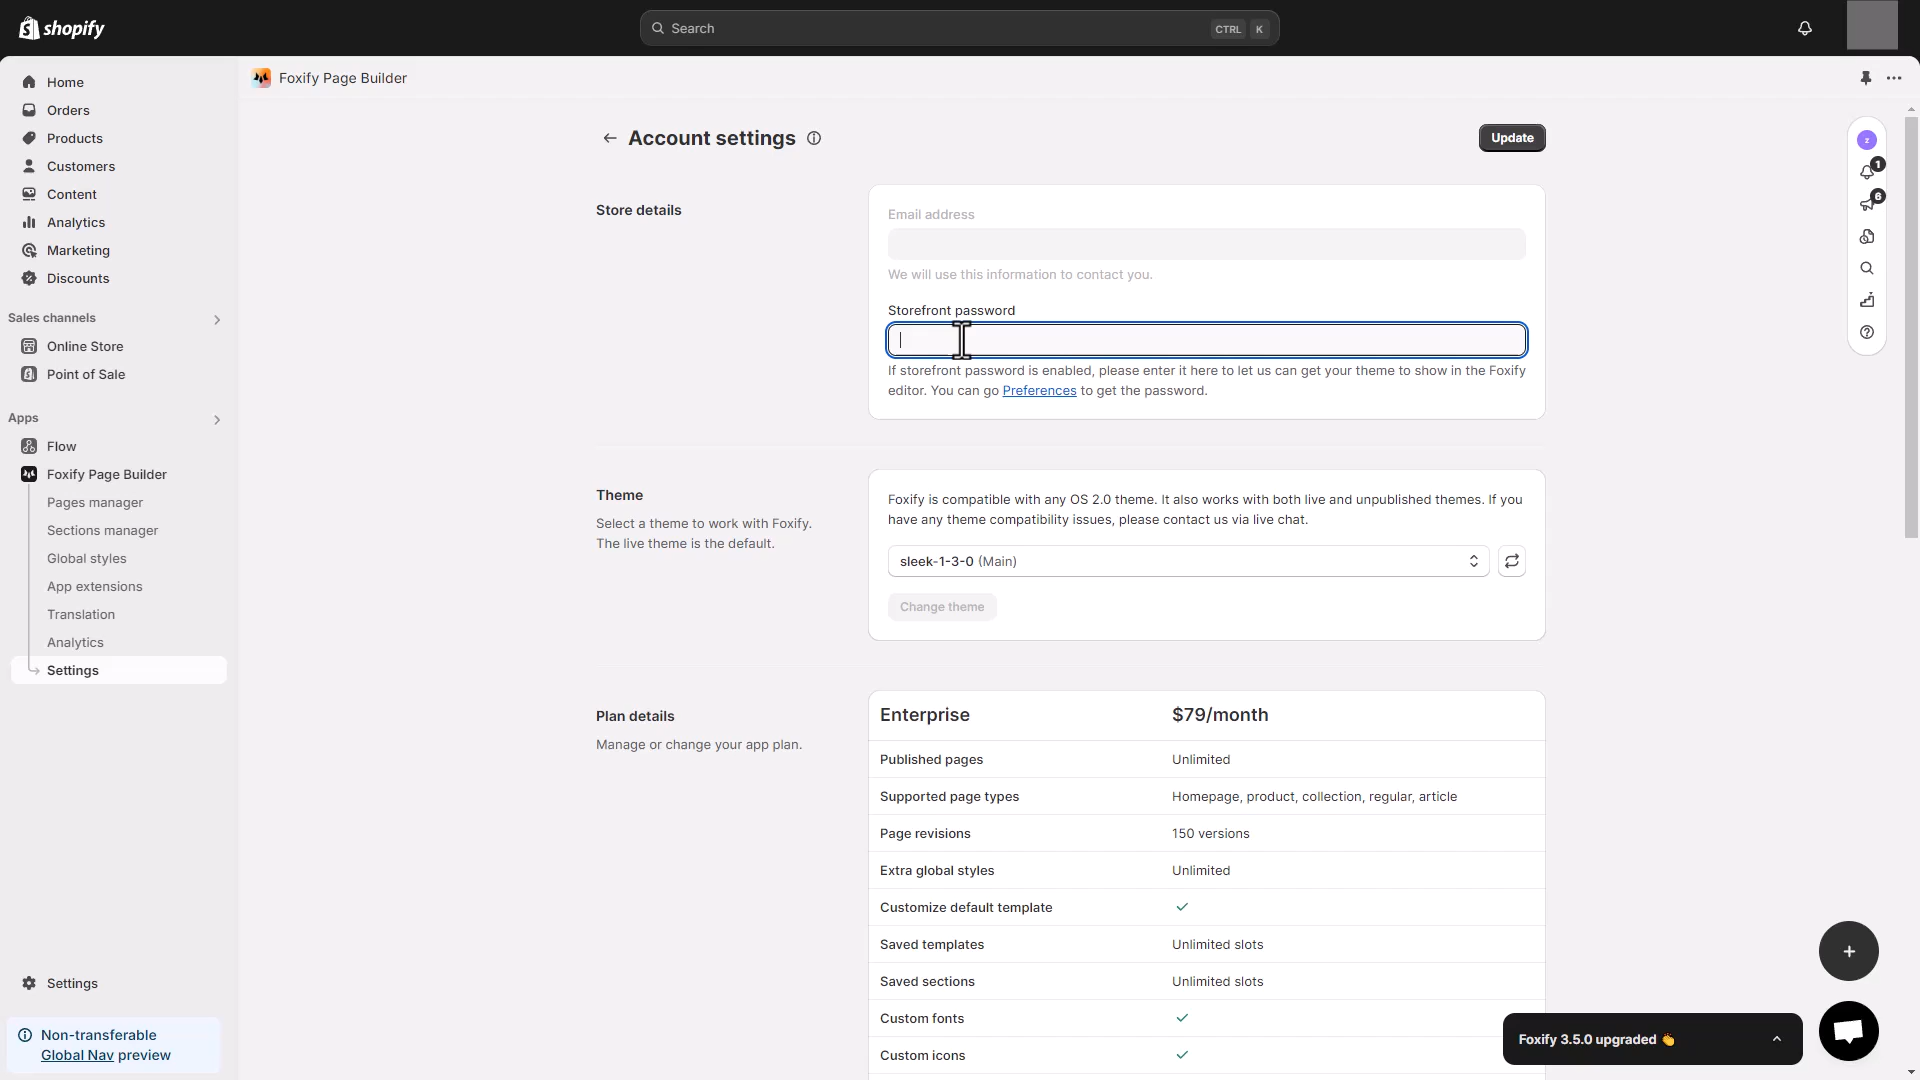 shopify
Search
CTRL K
Home
Orders
Products
Customers
Content
Analytics
Marketing
Discounts
Sales channels
Online Store
Point of Sale
Apps
Flow
Foxify Page Builder
Pages manager
Sections manager
Global styles
App extensions
Translation
Analytics
Settings
Settings
Non-transferable
Global Nav preview
Foxify Page Builder
Account settings
Update
Store details
Email address
We will use this information to contact you.
Storefront password
If storefront password is enabled, please enter it here to let us can get your theme to show in the Foxify
editor. You can go Preferences to get the password.
Theme
Select a theme to work with Foxify.
The live theme is the default.
Foxify is compatible with any OS 2.0 theme. It also works with both live and unpublished themes. If you
have any theme compatibility issues, please contact us via live chat.
sleek-1-3-0 (Main)
Change theme
Plan details
Manage or change your app plan.
Enterprise $79/month
Published pages Unlimited
Supported page types Homepage, product, collection, regular, article
Page revisions 150 versions
Extra global styles Unlimited
Customize default template
Saved templates Unlimited slots
Saved sections Unlimited slots
Custom fonts
Custom icons
z
1
6
Foxify 3.5.0 upgraded 👏